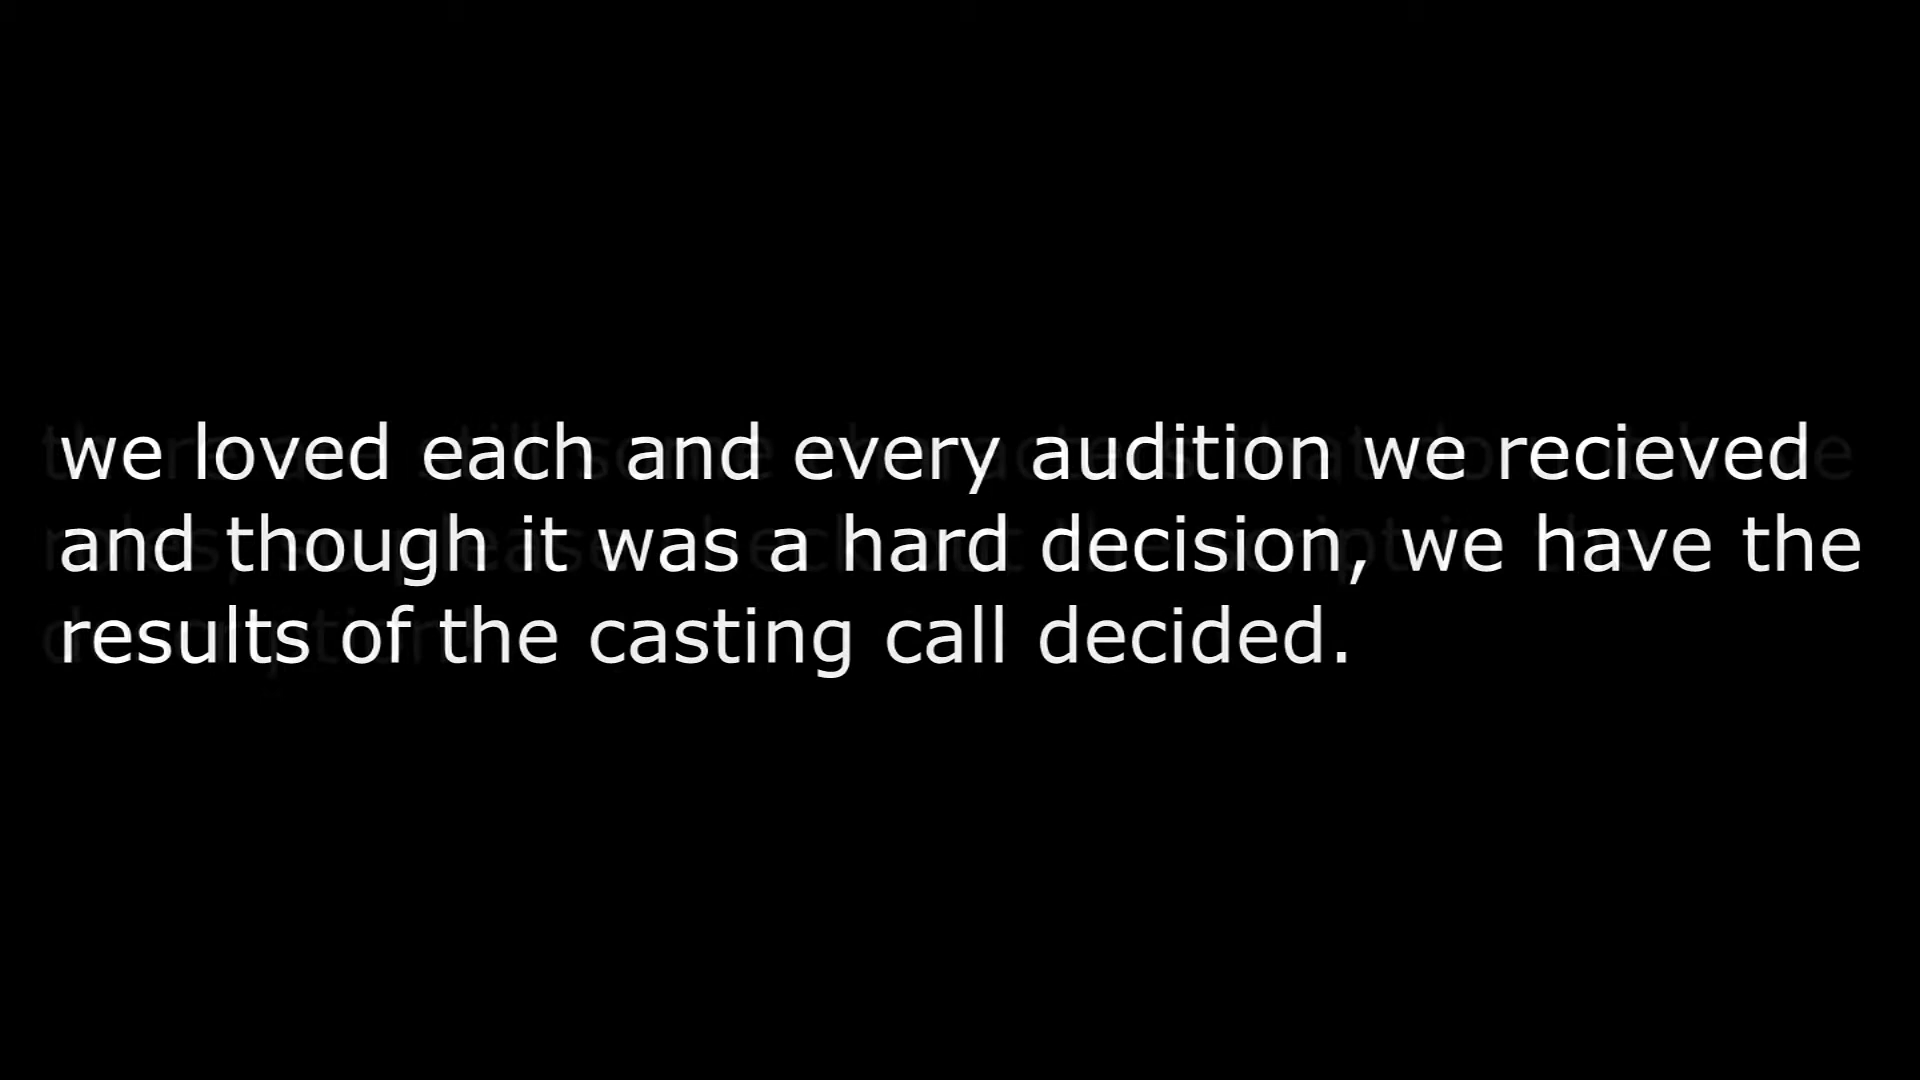 we loved each and every audition we recieved
and though it was a hard decision, we have the
results of the casting call decided.